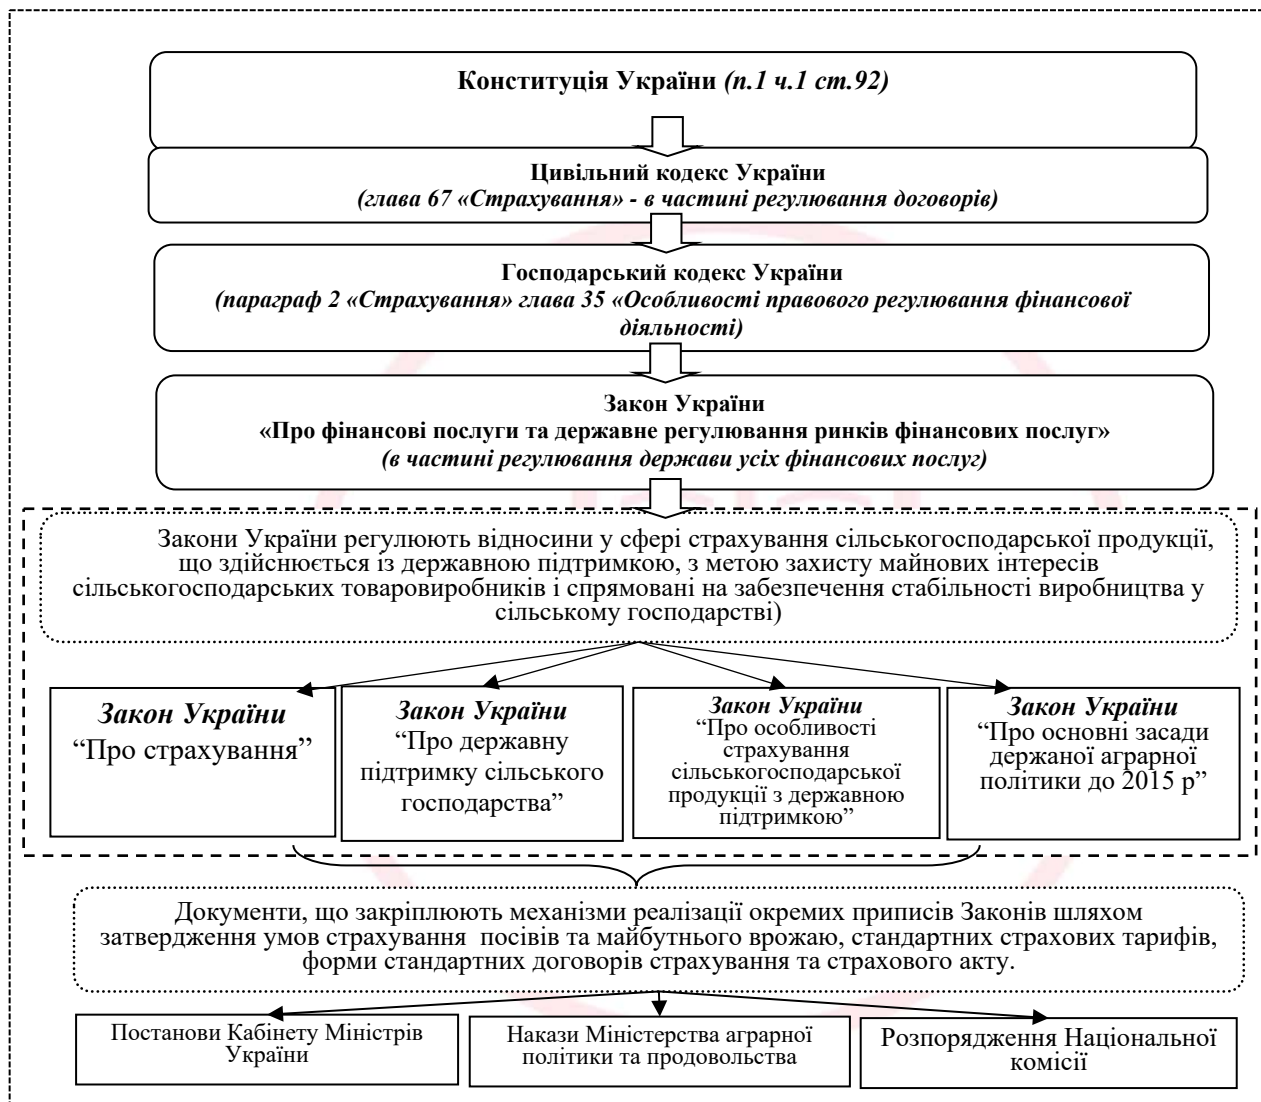 Конституція України (п.1 ч.1 ст.92)
Цивільний кодекс України
(глава 67 «Страхування» - в частині регулювання договорів)
Господарський кодекс України
(параграф 2 «Страхування» глава 35 «Особливості правового регулювання фінансової
діяльності)
Закон України
«Про фінансові послуги та державне регулювання ринків фінансових послуг»
(в частині регулювання держави усіх фінансових послуг)
Закони України регулюють відносини у сфері страхування сільськогосподарської продукції,
що здійснюється із державною підтримкою, з метою захисту майнових інтересів
сільськогосподарських товаровиробників і спрямовані на забезпечення стабільності виробництва у
сільському господарстві)
Закон України
“Про страхування”
Закон України
“Про державну
підтримку сільського
господарства”
Закон України
“Про особливості
страхування
сільськогосподарської
продукції з державною
підтримкою”
Закон України
“Про основні засади
держаної аграрної
політики до 2015 р”
Документи, що закріплюють механізми реалізації окремих приписів Законів шляхом
затвердження умов страхування посівів та майбутнього врожаю, стандартних страхових тарифів,
форми стандартних договорів страхування та страхового акту.
Постанови Кабінету Міністрів
України
Накази Міністерства аграрної
політики та продовольства
Розпорядження Національної
комісії